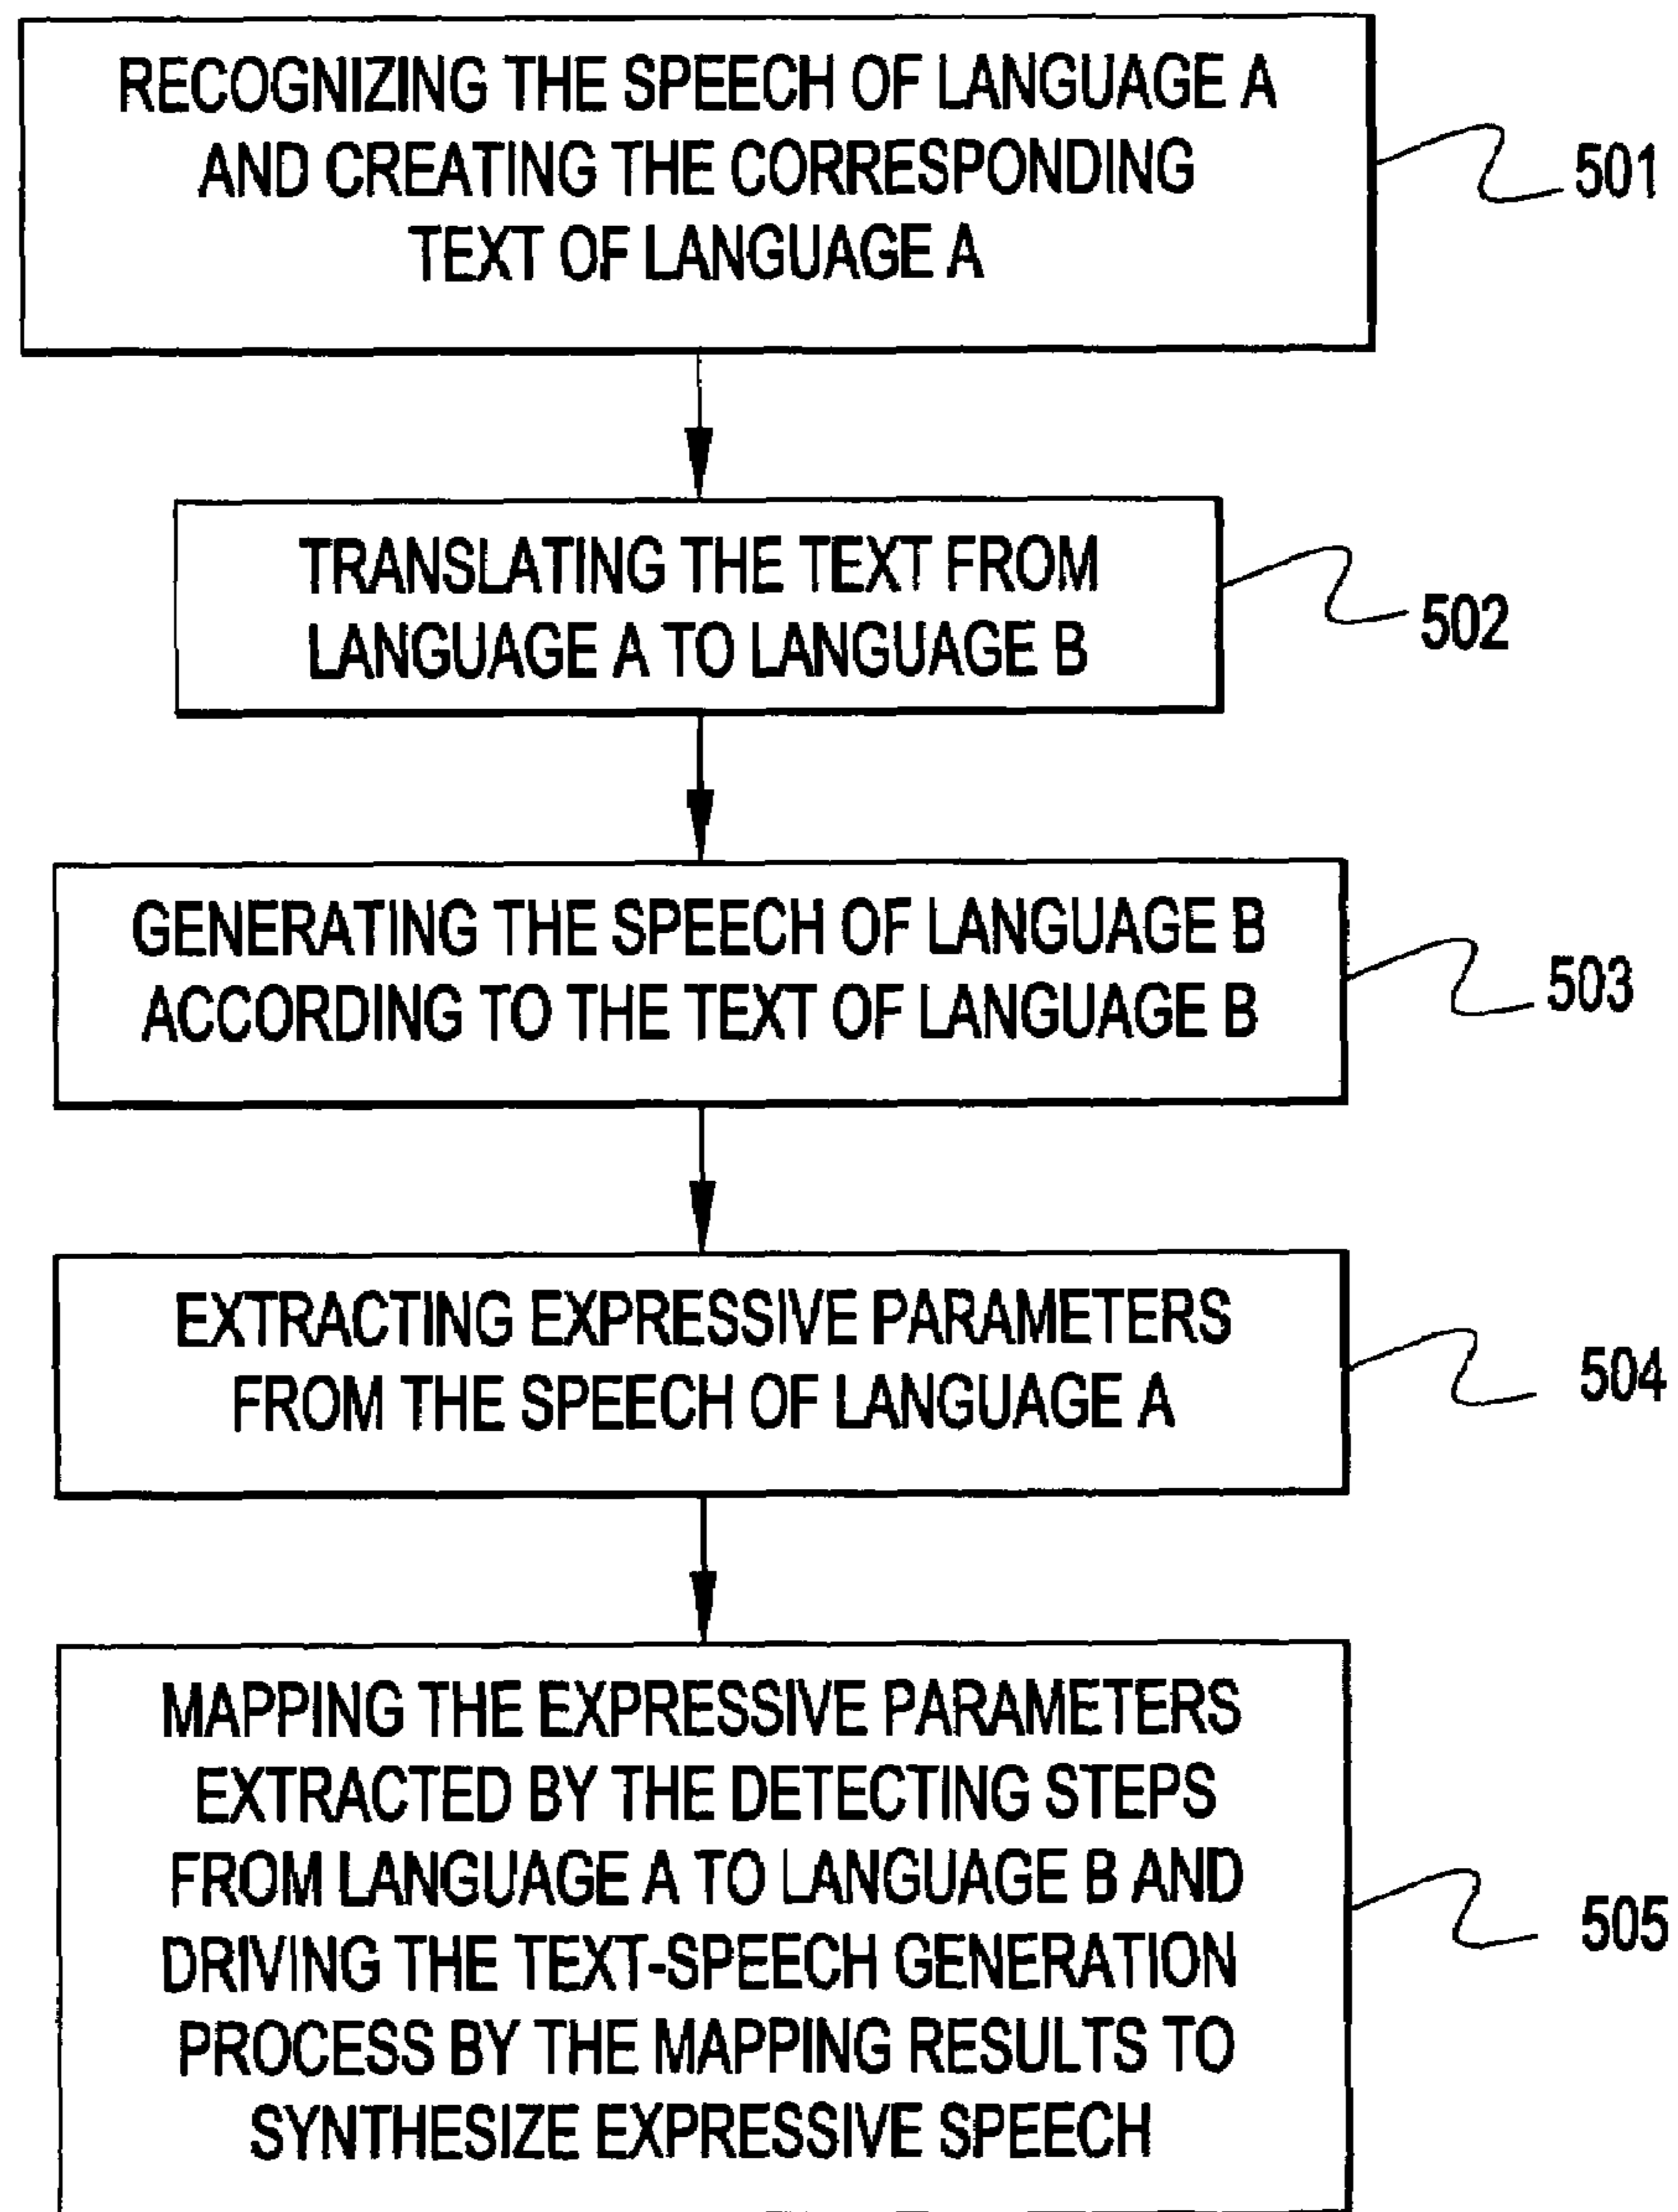 RECOGNIZING THE SPEECH OF LANGUAGE A
AND CREATING THE CORRESPONDING
TEXT OF LANGUAGE A
501
TRANSLATING THE TEXT FROM
LANGUAGE A TO LANGUAGE B
502
GENERATING THE SPEECH OF LANGUAGE B
ACCORDING TO THE TEXT OF LANGUAGE B
503
EXTRACTING EXPRESSIVE PARAMETERS
FROM THE SPEECH OF LANGUAGE A
504
MAPPING THE EXPRESSIVE PARAMETERS
EXTRACTED BY THE DETECTING STEPS
FROM LANGUAGE A TO LANGUAGE B AND
DRIVING THE TEXT-SPEECH GENERATION
PROCESS BY THE MAPPING RESULTS TO
SYNTHESIZE EXPRESSIVE SPEECH
505